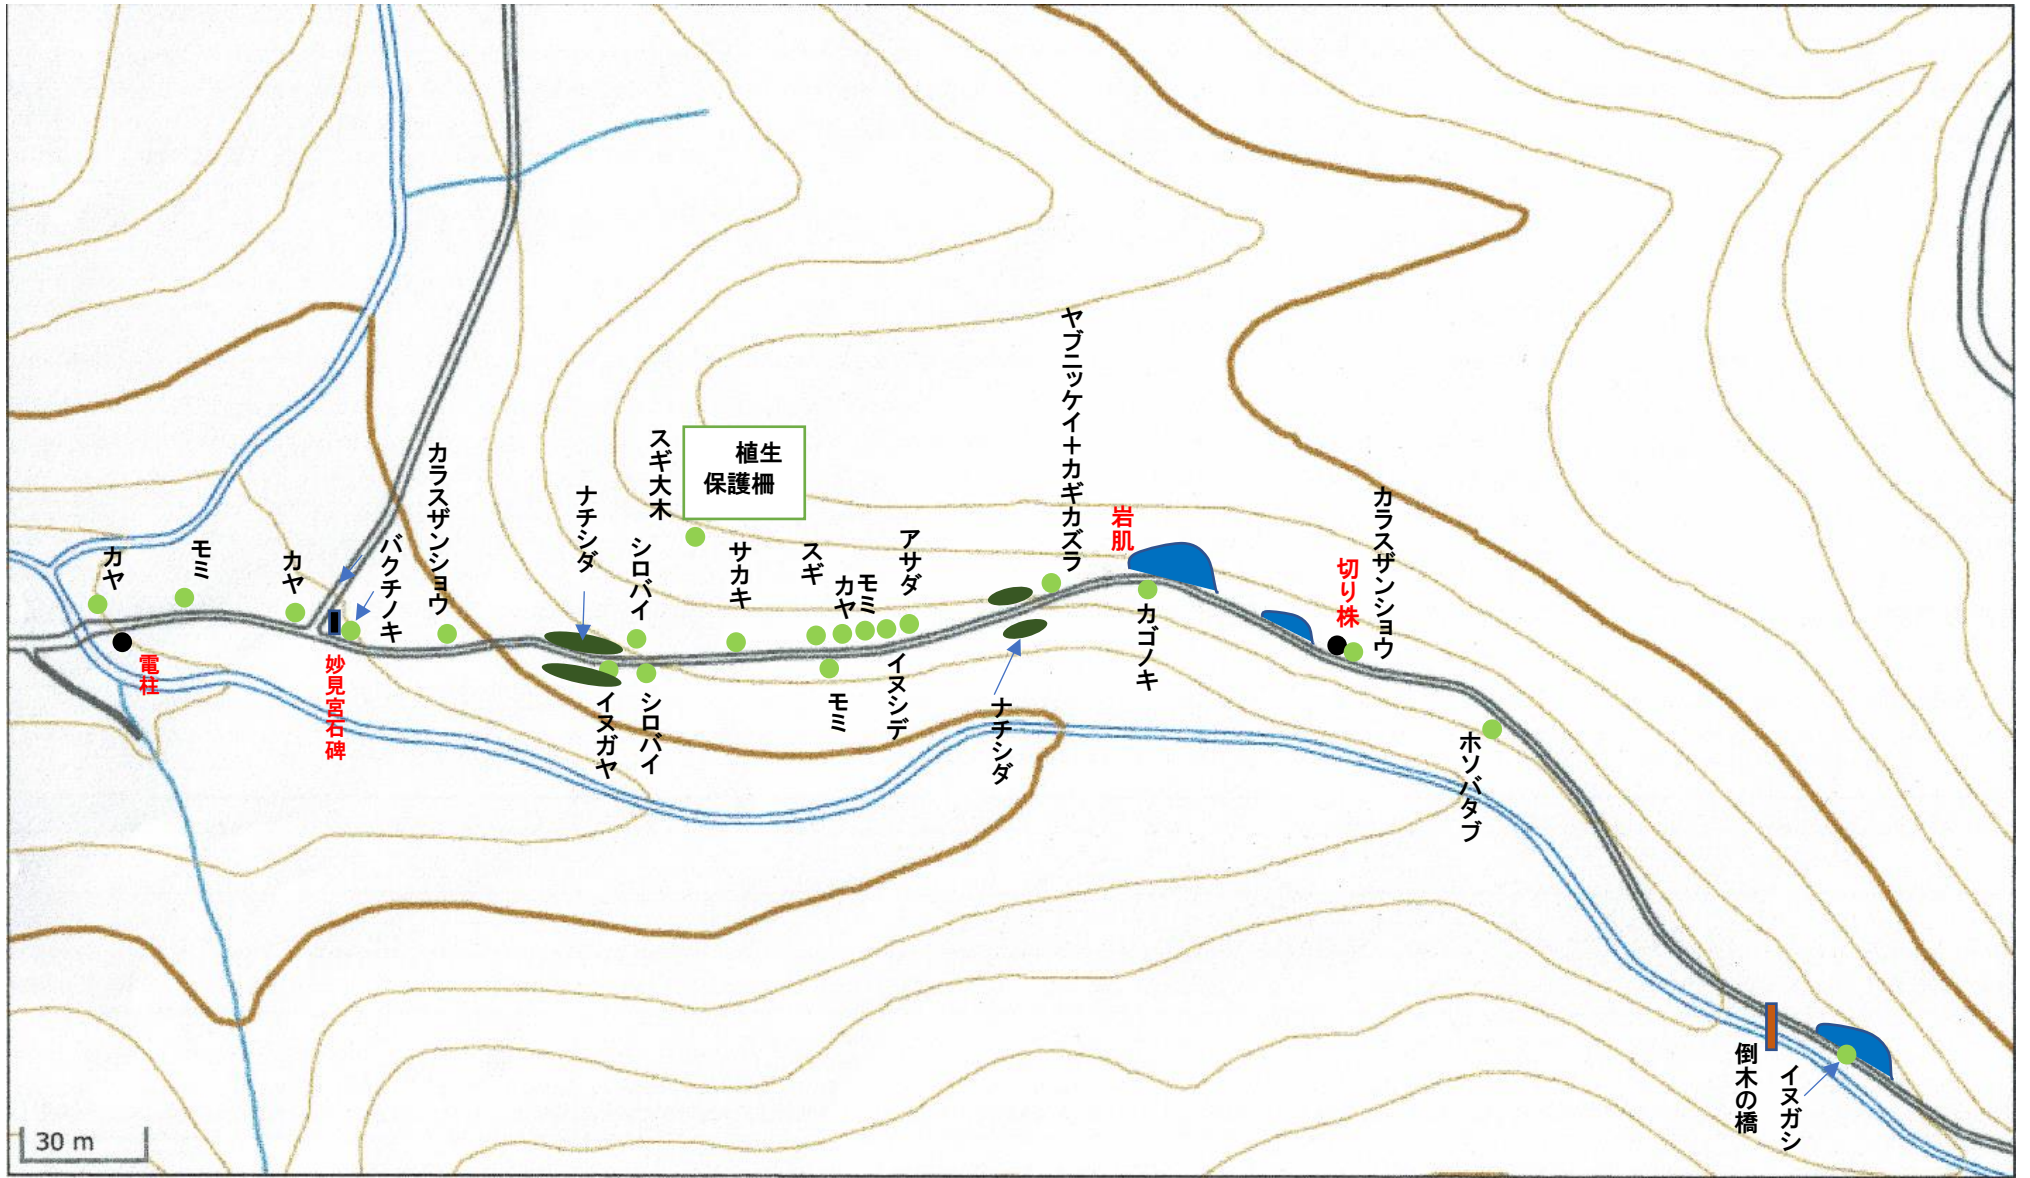 カヤ
電柱
モミ
カヤ
妙見宮石碑
バクチノキ
カラスザンショウ
ナチシダ
イヌガヤ
シロバイ
シロバイ
スギ大木
植生
保護柵
サカキ
スギ
カヤ
モミ
モミ
イヌシデ
アサダ
ナチシダ
ヤブニッケイ＋カギカズラ
岩肌
カゴノキ
切り株
カラスザンショウ
ホソバタブ
倒木の橋
イヌガシ
30 m